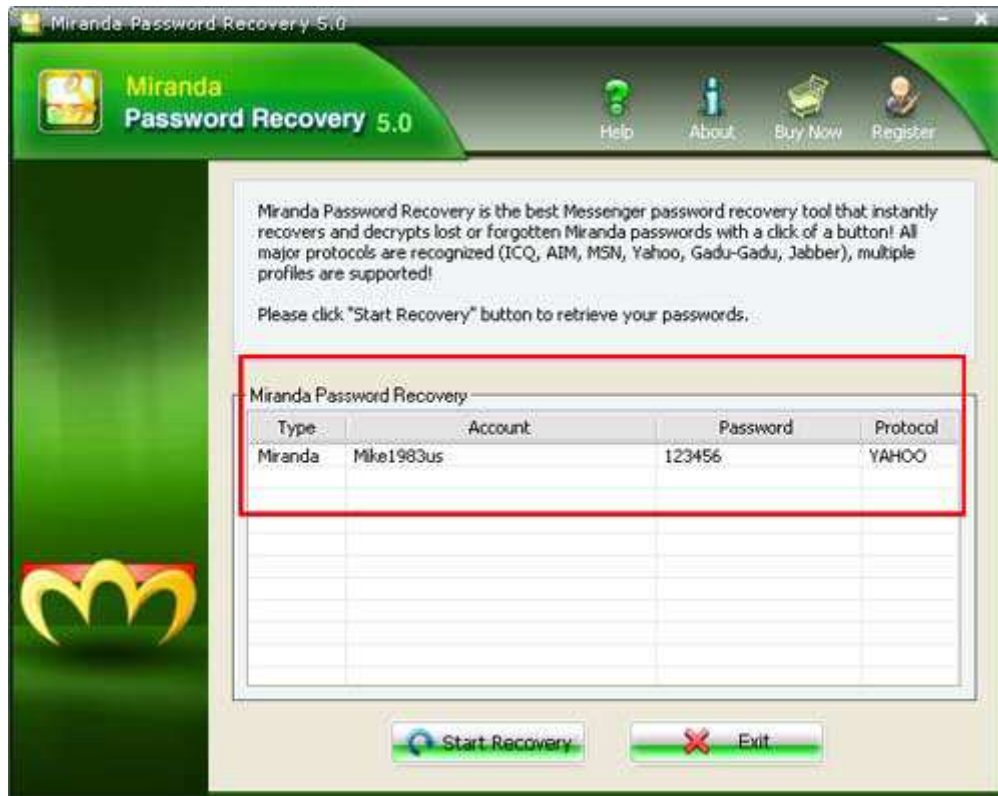 Miranda Password Recovery 5.0
Miranda
Password Recovery 5.0
Help About Buy Now Register
Miranda Password Recovery is the best Messenger password recovery tool that instantly
recovers and decrypts lost or forgotten Miranda passwords with a click of a button! All
major protocols are recognized (ICQ, AIM, MSN, Yahoo, Gadu-Gadu, Jabber), multiple
profiles are supported!
Please click "Start Recovery" button to retrieve your passwords.
Miranda Password Recovery
Type Account Password Protocol
Miranda Mike1983us 123456 YAHOO
Start Recovery Exit